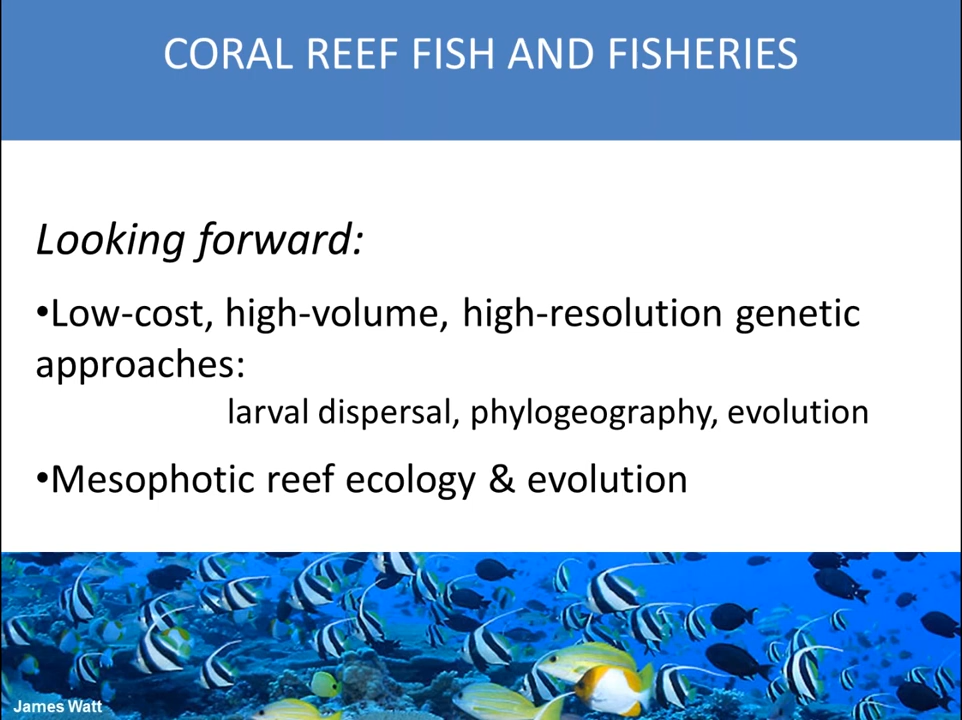 CORAL REEF FISH AND FISHERIES
Looking forward:
•Low-cost, high-volume, high-resolution genetic
approaches:
larval dispersal, phylogeography, evolution
•Mesophotic reef ecology & evolution
James Watt